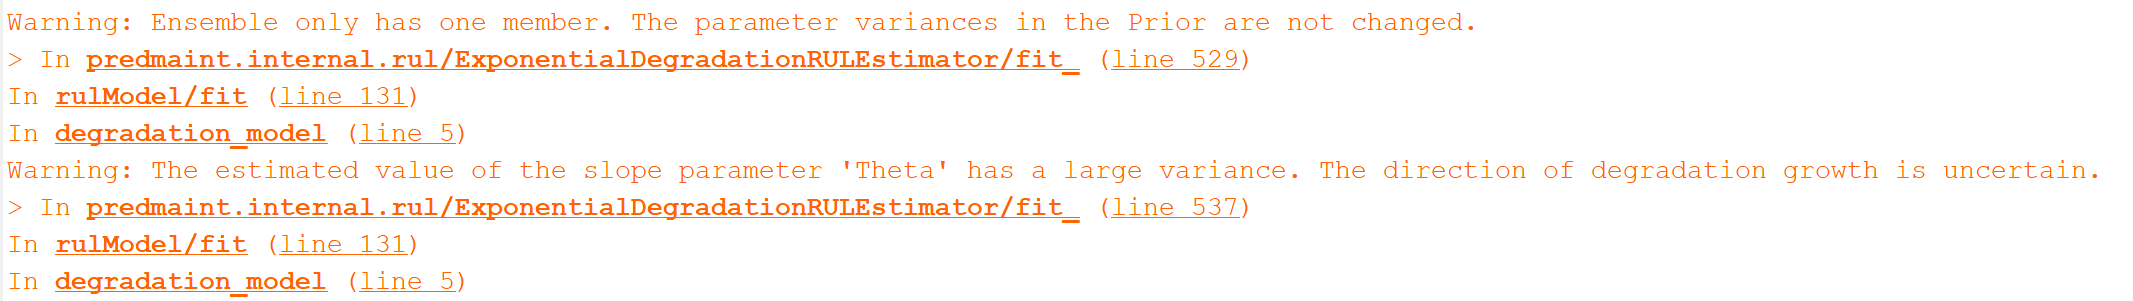 Warning: Ensemble only has one member. The parameter variances in the Prior are not changed.
> In predmaint.internal.rul/ExponentialDegradationRULEstimator/fit_ (line 529)
In rulModel/fit (line 131)
In degradation_model (line 5)
Warning: The estimated value of the slope parameter 'Theta' has a large variance. The direction of degradation growth is uncertain.
> In predmaint.internal.rul/ExponentialDegradationRULEstimator/fit_ (line 537)
In rulModel/fit (line 131)
In degradation_model (line 5)